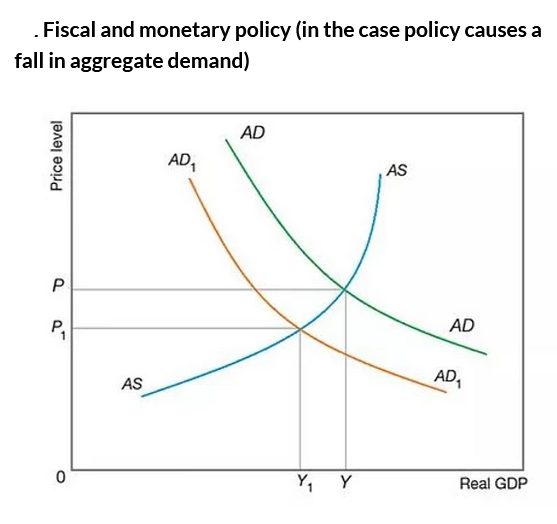 . Fiscal and monetary policy (in the case policy causes a
fall in aggregate demand)
Price level
AD
AD₁
AS
P
P₁
AD
AS
AD₁
0
Y₁ Y
Real GDP